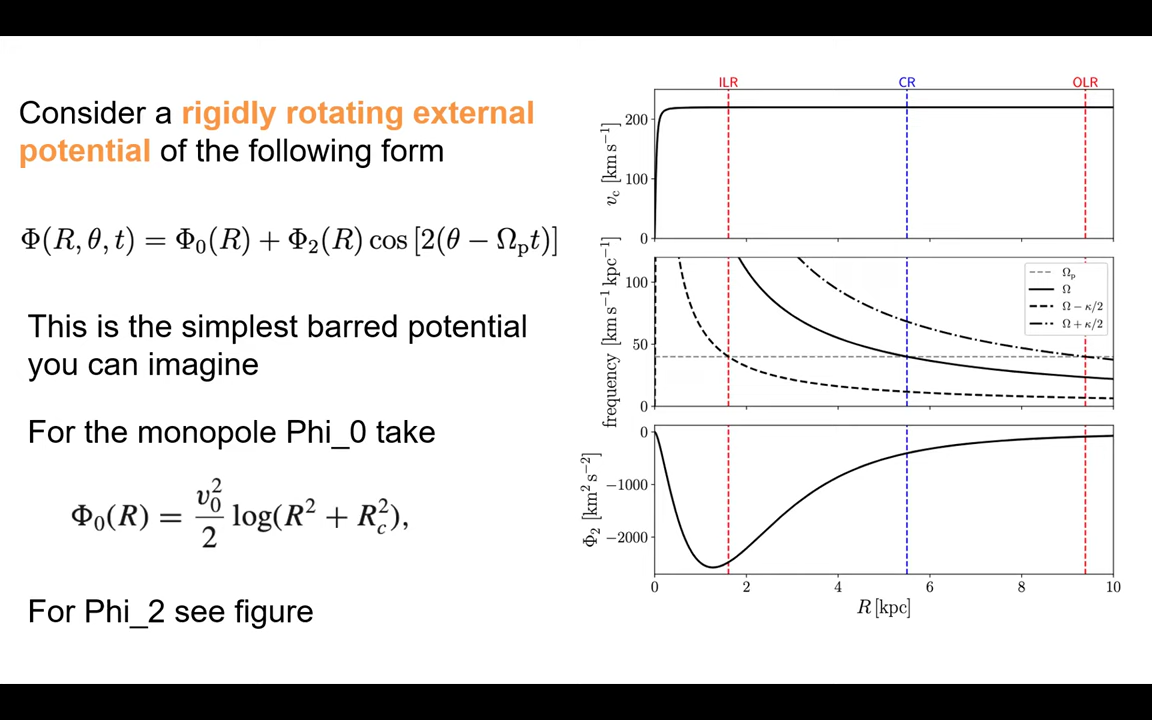 Consider a rigidly rotating external
potential of the following form
Φ(R, θ, t) = Φ₀(R) + Φ₂(R) cos [2(θ − Ωₚt)]
This is the simplest barred potential
you can imagine
For the monopole Phi_0 take
Φ₀(R) = v₀²/2 log(R² + R_c²),
For Phi_2 see figure
ILR CR OLR
v_c [km s⁻¹]
200
100
0
frequency [km s⁻¹ kpc⁻¹]
100
50
0
Ωₚ
Ω
Ω − κ/2
Ω + κ/2
Φ₂ [km² s⁻²]
0
−1000
−2000
0 2 4 6 8 10
R [kpc]